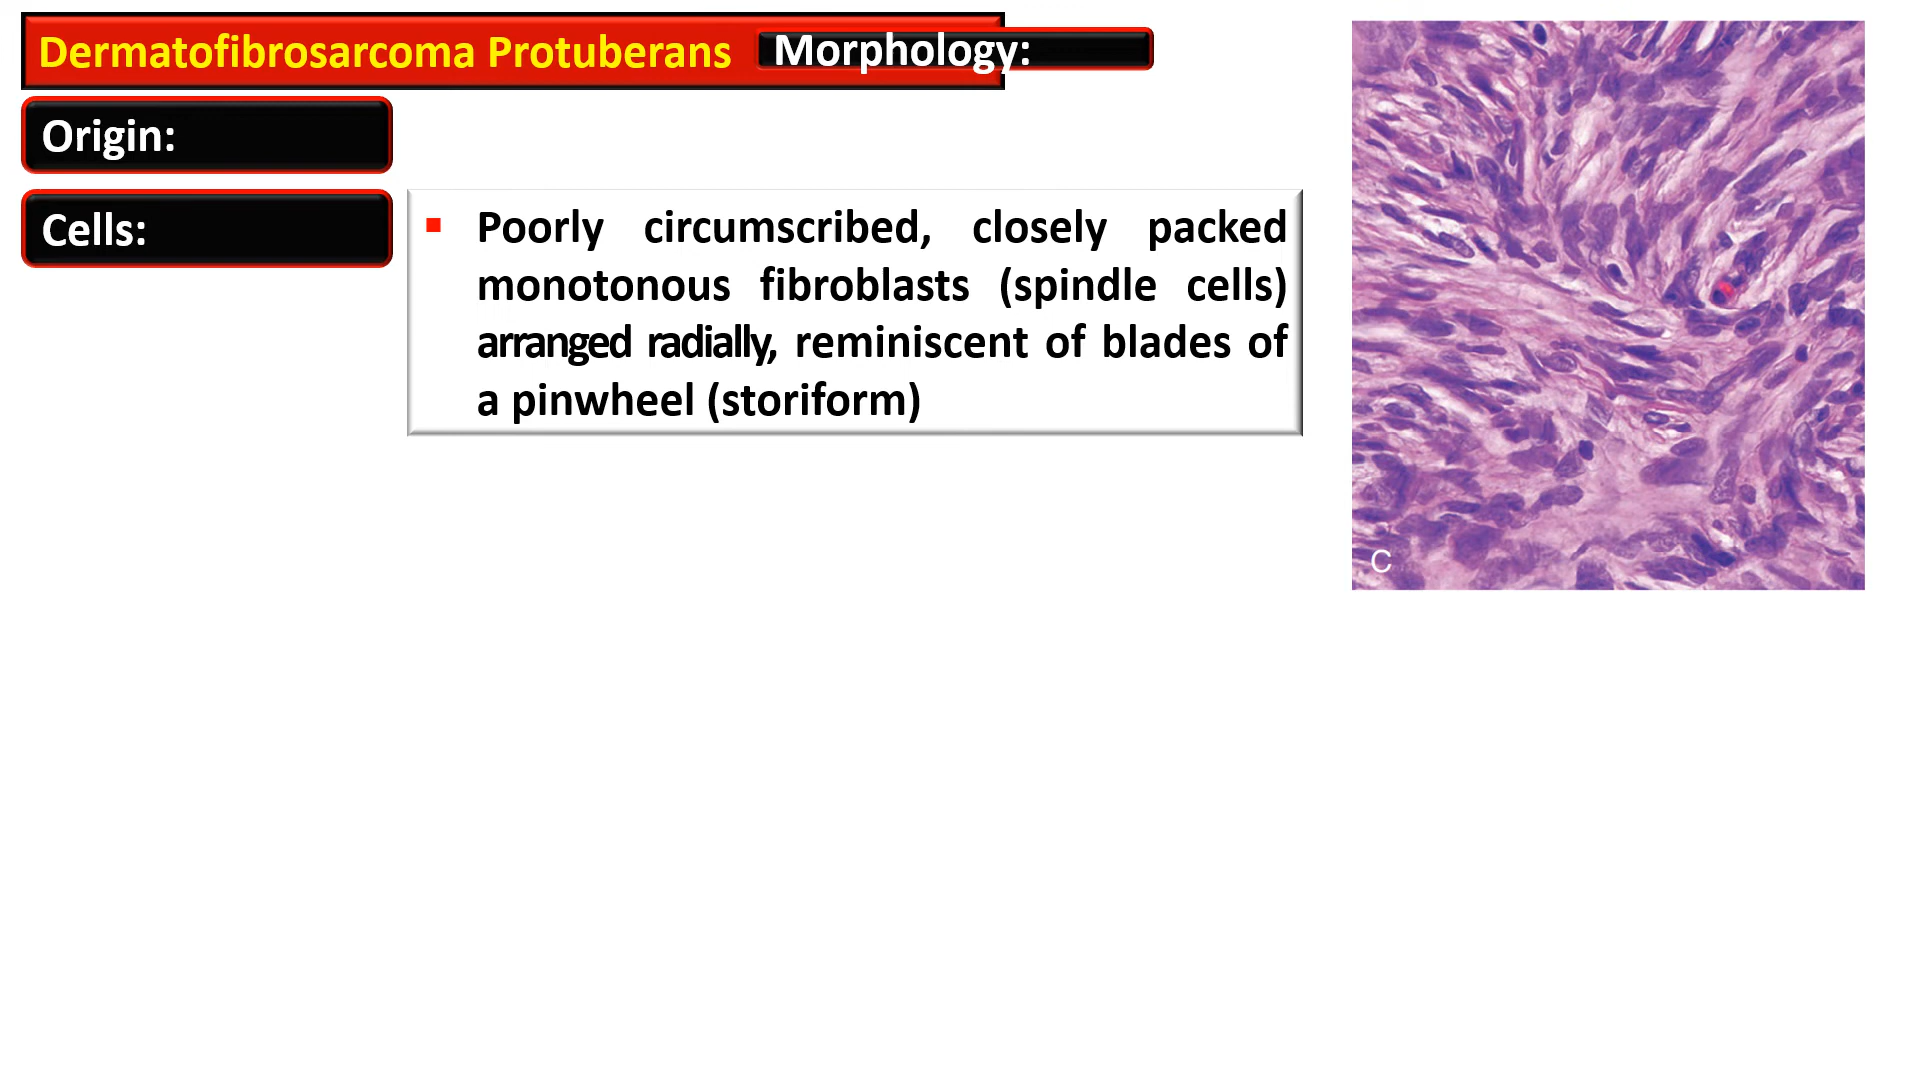 Dermatofibrosarcoma Protuberans
Morphology:
Origin:
Cells:
▪ Poorly circumscribed, closely packed
monotonous fibroblasts (spindle cells)
arranged radially, reminiscent of blades of
a pinwheel (storiform)
C